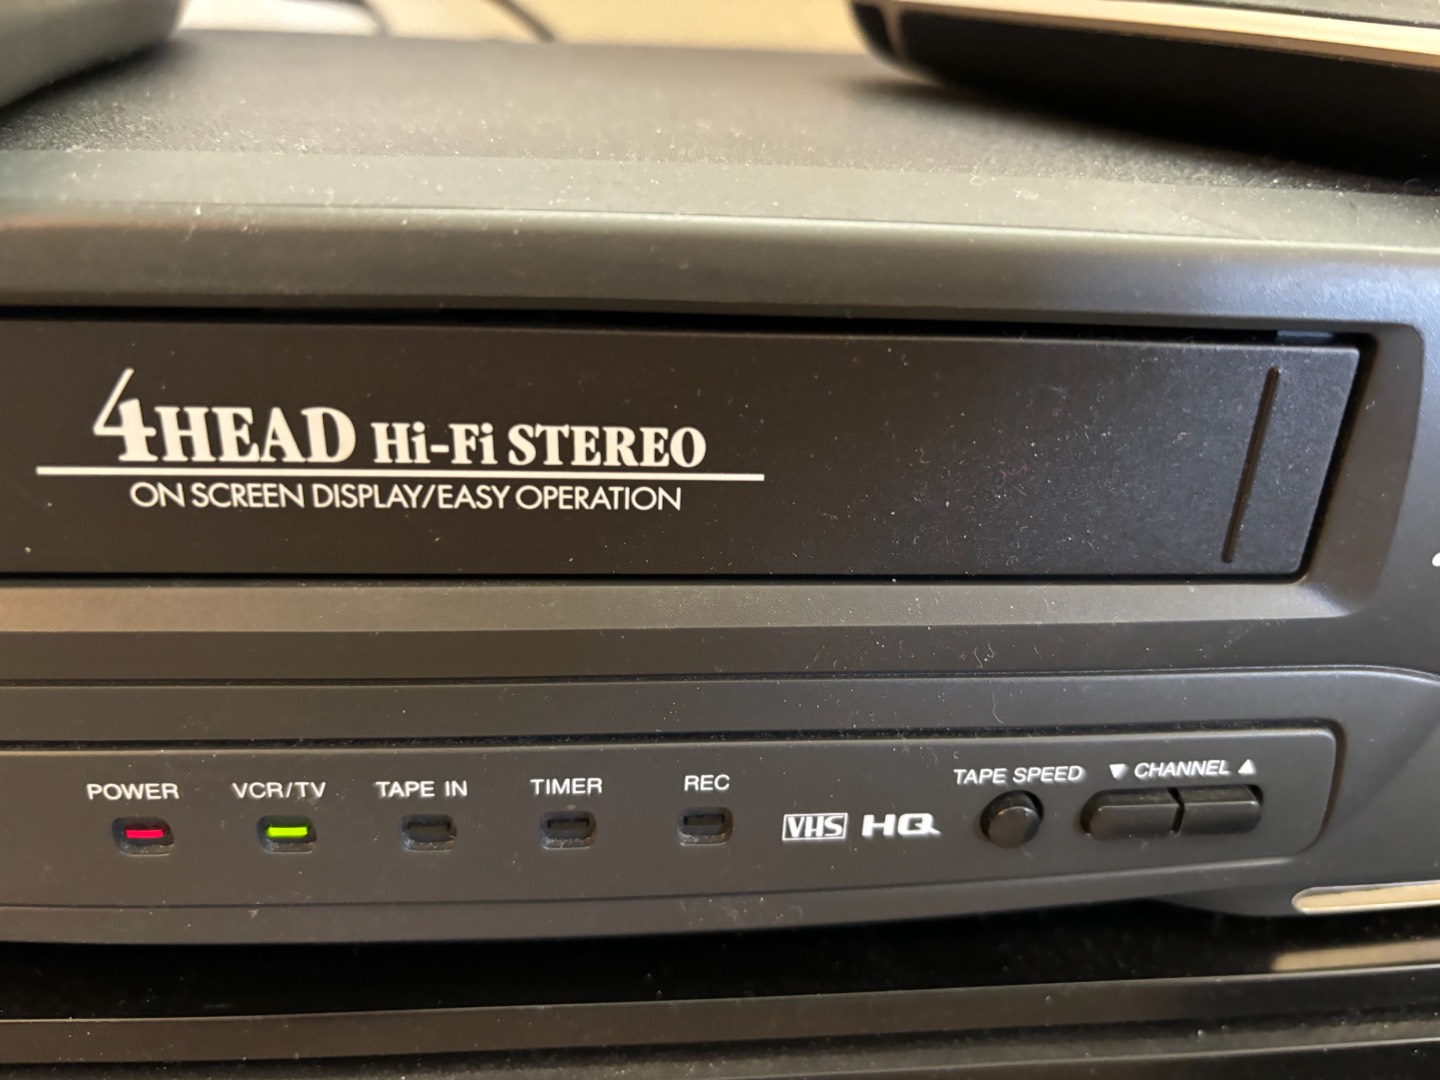 4HEAD Hi-Fi STEREO
ON SCREEN DISPLAY/EASY OPERATION
POWER VCR/TV TAPE IN TIMER REC VHS HQ TAPE SPEED ▼ CHANNEL ▲